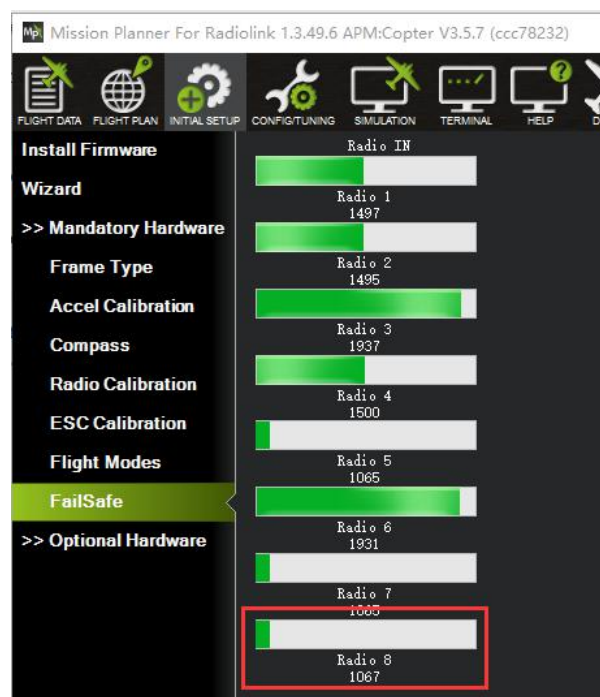 Mp
Mission Planner For Radiolink 1.3.49.6 APM:Copter V3.5.7 (ccc78232)
FLIGHT DATA FLIGHT PLAN INITIAL SETUP CONFIG/TUNING SIMULATION TERMINAL HELP D
Install Firmware
Wizard
>> Mandatory Hardware
Frame Type
Accel Calibration
Compass
Radio Calibration
ESC Calibration
Flight Modes
FailSafe
>> Optional Hardware
Radio IN
Radio 1
1497
Radio 2
1495
Radio 3
1937
Radio 4
1500
Radio 5
1065
Radio 6
1931
Radio 7
1065
Radio 8
1067